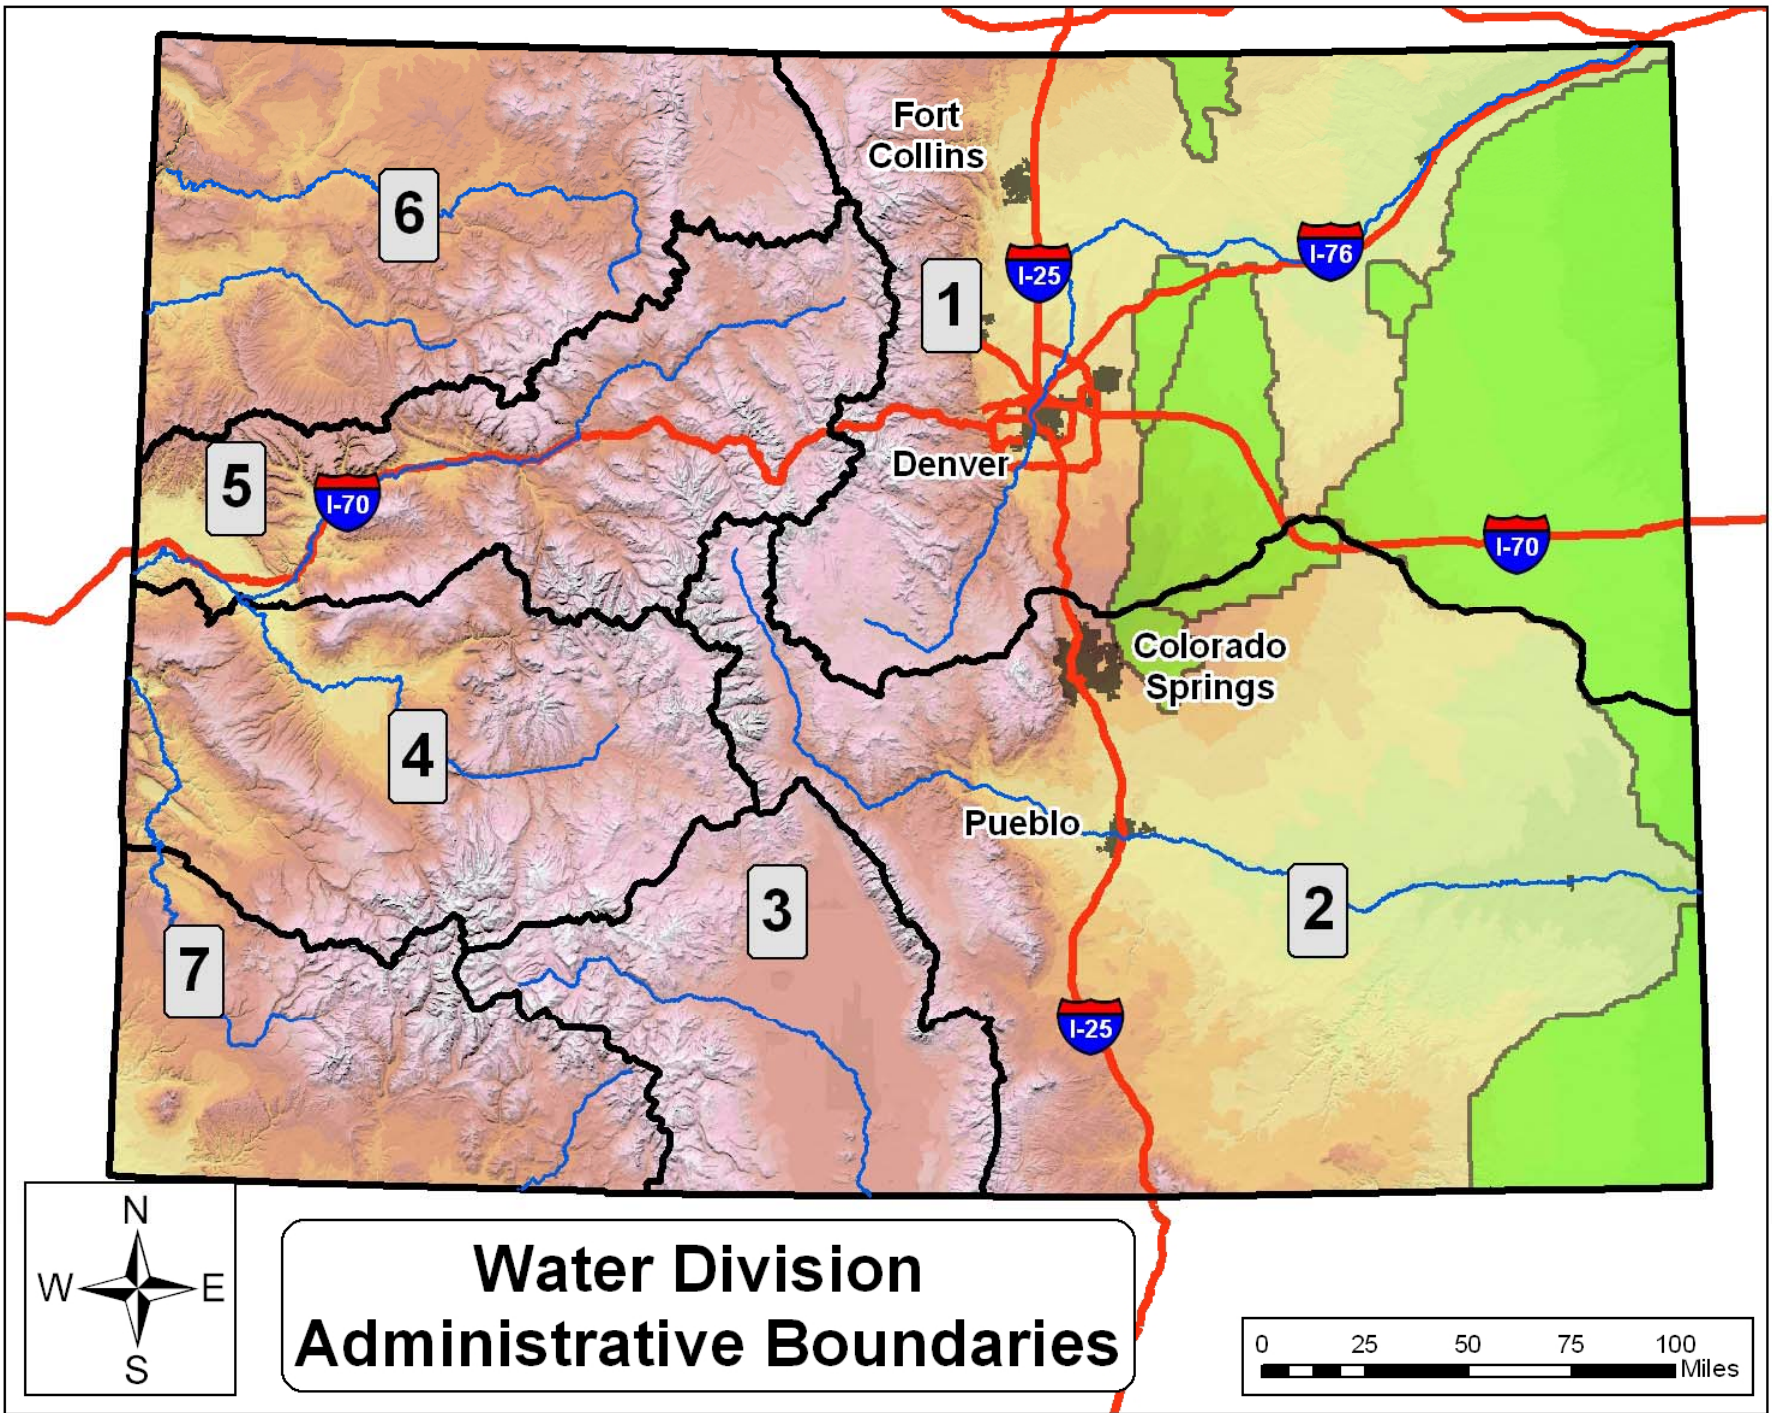 Fort
Collins
6
I-76
I-25
1
Denver
5
I-70
I-70
Colorado
Springs
4
Pueblo
3
2
7
I-25
N
W E
S
Water Division
Administrative Boundaries
0 25 50 75 100
Miles